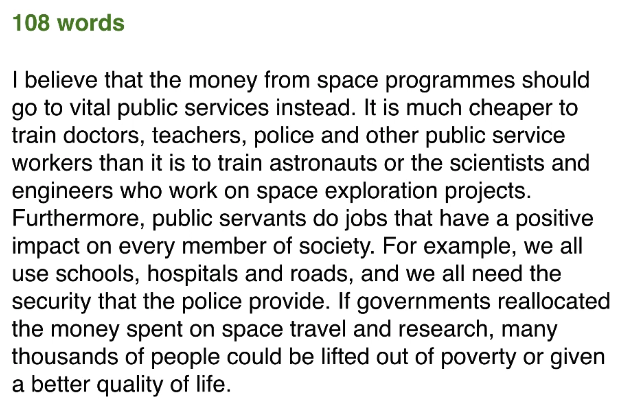 108 words
I believe that the money from space programmes should
go to vital public services instead. It is much cheaper to
train doctors, teachers, police and other public service
workers than it is to train astronauts or the scientists and
engineers who work on space exploration projects.
Furthermore, public servants do jobs that have a positive
impact on every member of society. For example, we all
use schools, hospitals and roads, and we all need the
security that the police provide. If governments reallocated
the money spent on space travel and research, many
thousands of people could be lifted out of poverty or given
a better quality of life.